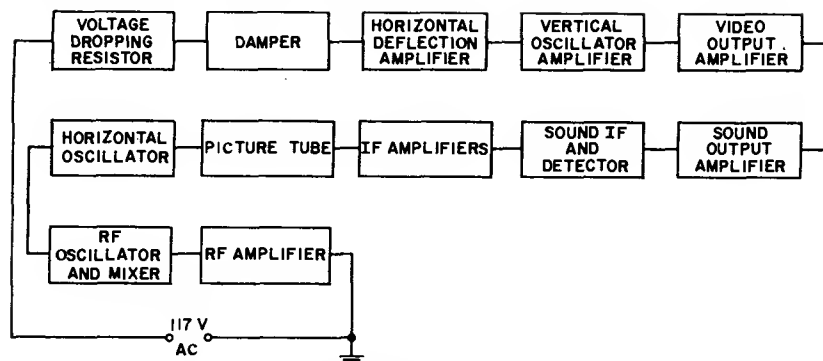 VOLTAGE
DROPPING
RESISTOR
DAMPER
HORIZONTAL
DEFLECTION
AMPLIFIER
VERTICAL
OSCILLATOR
AMPLIFIER
VIDEO
OUTPUT
AMPLIFIER
HORIZONTAL
OSCILLATOR
PICTURE TUBE
IF AMPLIFIERS
SOUND IF
AND
DETECTOR
SOUND
OUTPUT
AMPLIFIER
RF
OSCILLATOR
AND MIXER
RF AMPLIFIER
117 V
AC